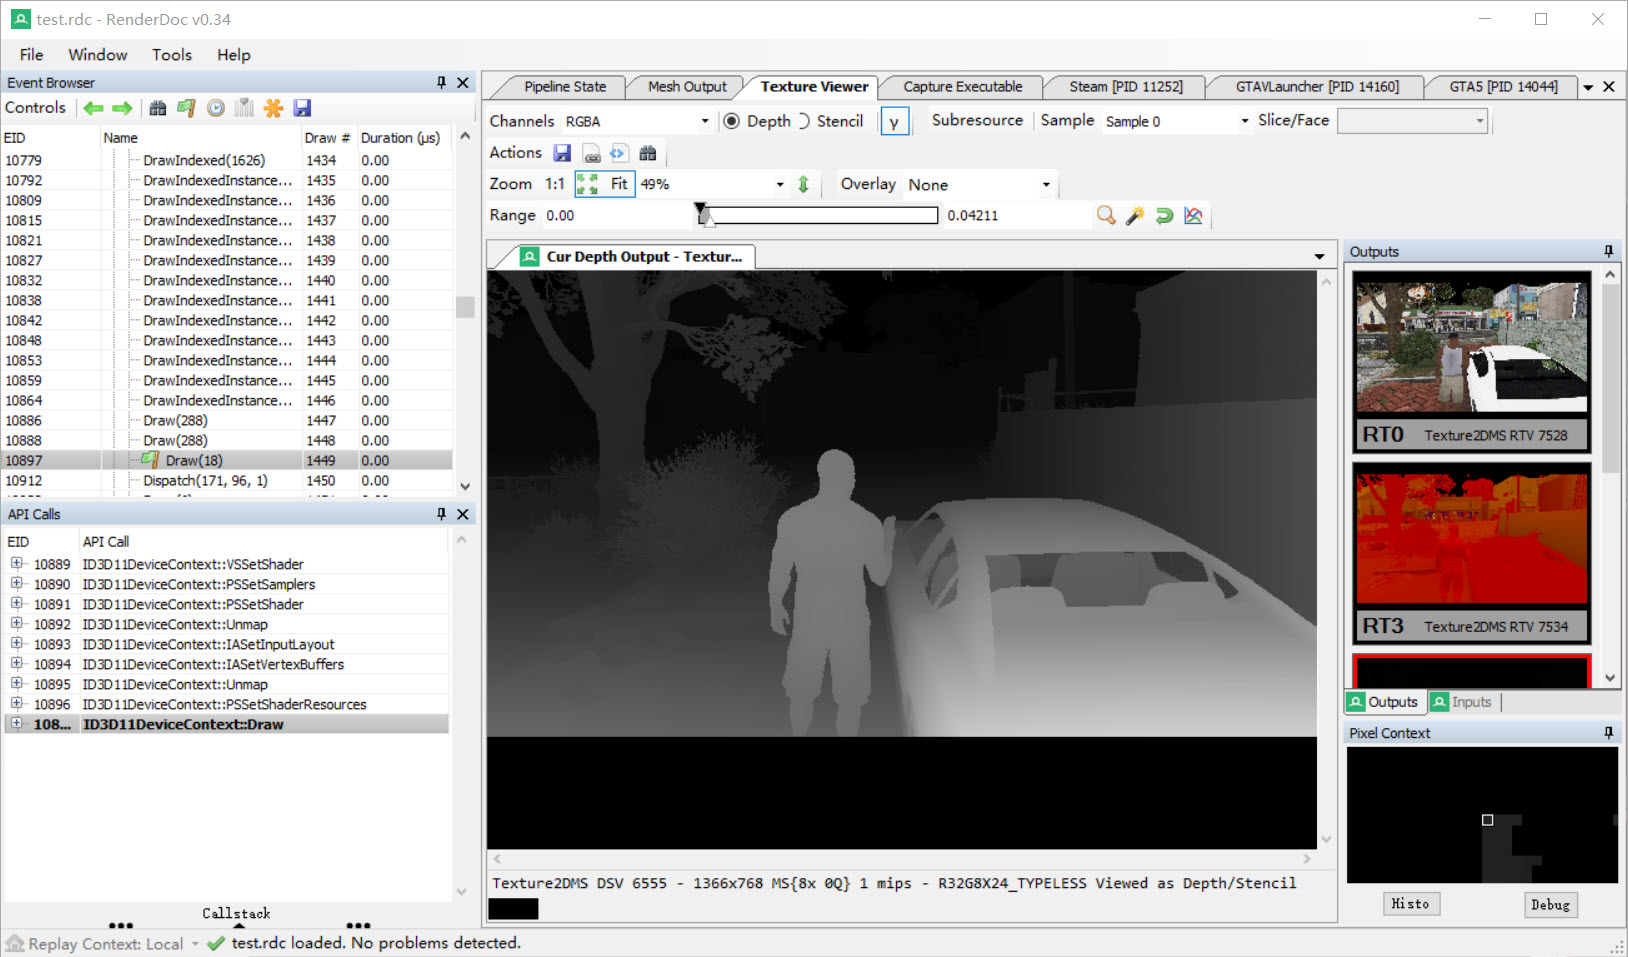 test.rdc - RenderDoc v0.34
File Window Tools Help
Event Browser
Controls
EID Name Draw # Duration (µs)
10779 DrawIndexed(1626) 1434 0.00
10792 DrawIndexedInstance... 1435 0.00
10809 DrawIndexedInstance... 1436 0.00
10815 DrawIndexedInstance... 1437 0.00
10821 DrawIndexedInstance... 1438 0.00
10827 DrawIndexedInstance... 1439 0.00
10832 DrawIndexedInstance... 1440 0.00
10838 DrawIndexedInstance... 1441 0.00
10842 DrawIndexedInstance... 1442 0.00
10848 DrawIndexedInstance... 1443 0.00
10853 DrawIndexedInstance... 1444 0.00
10859 DrawIndexedInstance... 1445 0.00
10864 DrawIndexedInstance... 1446 0.00
10886 Draw(288) 1447 0.00
10888 Draw(288) 1448 0.00
10897 Draw(18) 1449 0.00
10912 Dispatch(171, 96, 1) 1450 0.00
API Calls
EID API Call
10889 ID3D11DeviceContext::VSSetShader
10890 ID3D11DeviceContext::PSSetSamplers
10891 ID3D11DeviceContext::PSSetShader
10892 ID3D11DeviceContext::Unmap
10893 ID3D11DeviceContext::IASetInputLayout
10894 ID3D11DeviceContext::IASetVertexBuffers
10895 ID3D11DeviceContext::Unmap
10896 ID3D11DeviceContext::PSSetShaderResources
108... ID3D11DeviceContext::Draw
Callstack
Pipeline State Mesh Output Texture Viewer Capture Executable Steam [PID 11252] GTAVLauncher [PID 14160] GTA5 [PID 14044]
Channels RGBA Depth Stencil γ Subresource Sample Sample 0 Slice/Face
Actions
Zoom 1:1 Fit 49% Overlay None
Range 0.00 0.04211
Cur Depth Output - Textur...
Texture2DMS DSV 6555 - 1366x768 MS{8x 0Q} 1 mips - R32G8X24_TYPELESS Viewed as Depth/Stencil
Outputs
RT0 Texture2DMS RTV 7528
RT3 Texture2DMS RTV 7534
Outputs Inputs
Pixel Context
Histo Debug
Replay Context: Local test.rdc loaded. No problems detected.